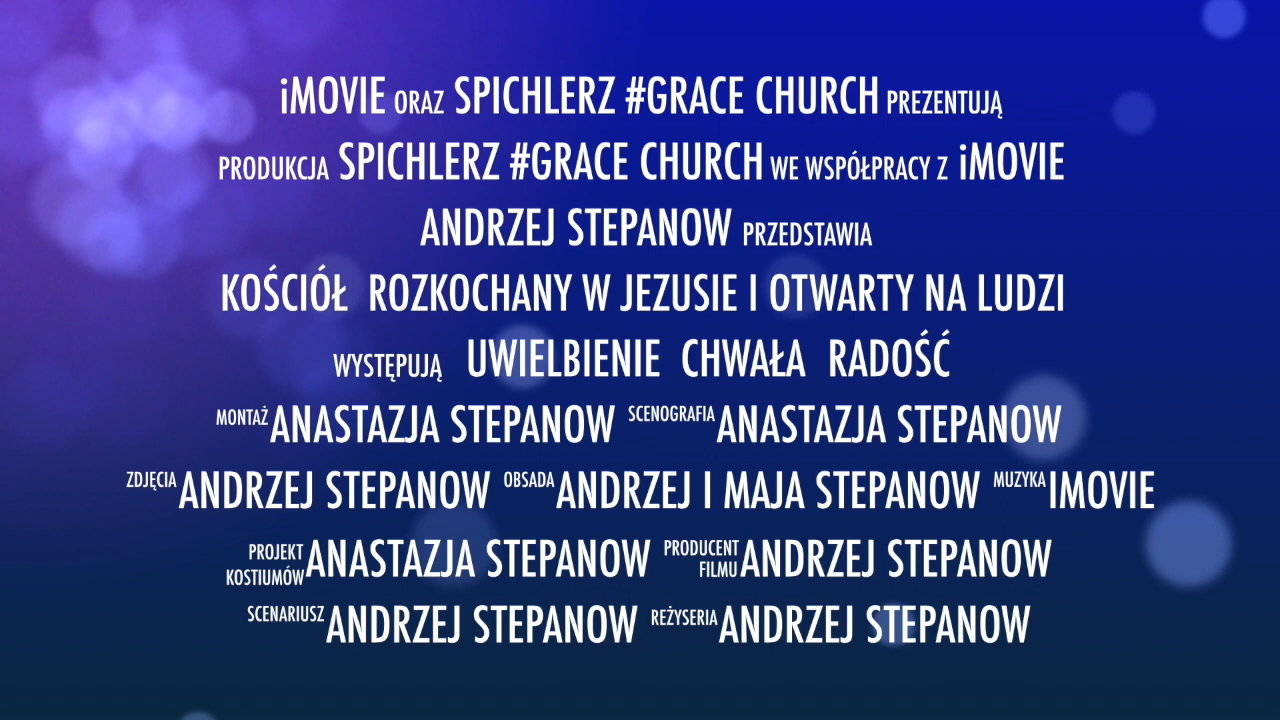 iMOVIE ORAZ SPICHLERZ #GRACE CHURCH PREZENTUJĄ
PRODUKCJA SPICHLERZ #GRACE CHURCH WE WSPÓŁPRACY Z iMOVIE
ANDRZEJ STEPANOW PRZEDSTAWIA
KOŚCIÓŁ ROZKOCHANY W JEZUSIE I OTWARTY NA LUDZI
WYSTĘPUJĄ UWIELBIENIE CHWAŁA RADOŚĆ
MONTAŻ ANASTAZJA STEPANOW SCENOGRAFIA ANASTAZJA STEPANOW
ZDJĘCIA ANDRZEJ STEPANOW OBSADA ANDRZEJ I MAJA STEPANOW MUZYKA IMOVIE
PROJEKT KOSTIUMÓW ANASTAZJA STEPANOW PRODUCENT FILMU ANDRZEJ STEPANOW
SCENARIUSZ ANDRZEJ STEPANOW REŻYSERIA ANDRZEJ STEPANOW